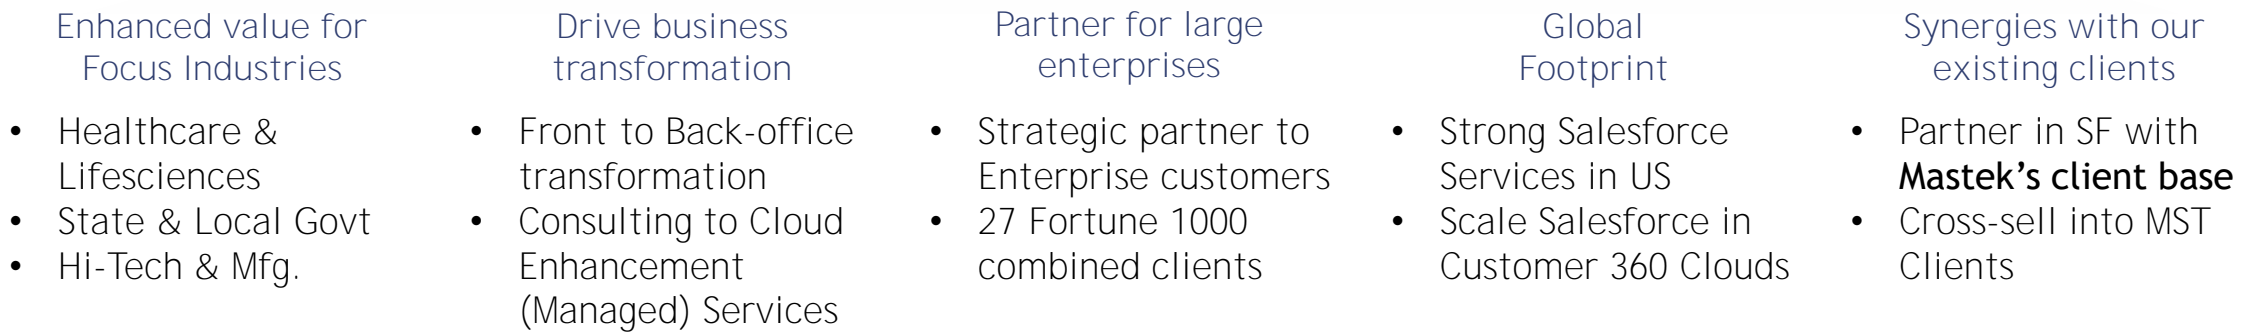 Enhanced value for
Focus Industries
• Healthcare &
Lifesciences
• State & Local Govt
• Hi-Tech & Mfg.
Drive business
transformation
• Front to Back-office
transformation
• Consulting to Cloud
Enhancement
(Managed) Services
Partner for large
enterprises
• Strategic partner to
Enterprise customers
• 27 Fortune 1000
combined clients
Global
Footprint
• Strong Salesforce
Services in US
• Scale Salesforce in
Customer 360 Clouds
Synergies with our
existing clients
• Partner in SF with
Mastek’s client base
• Cross-sell into MST
Clients